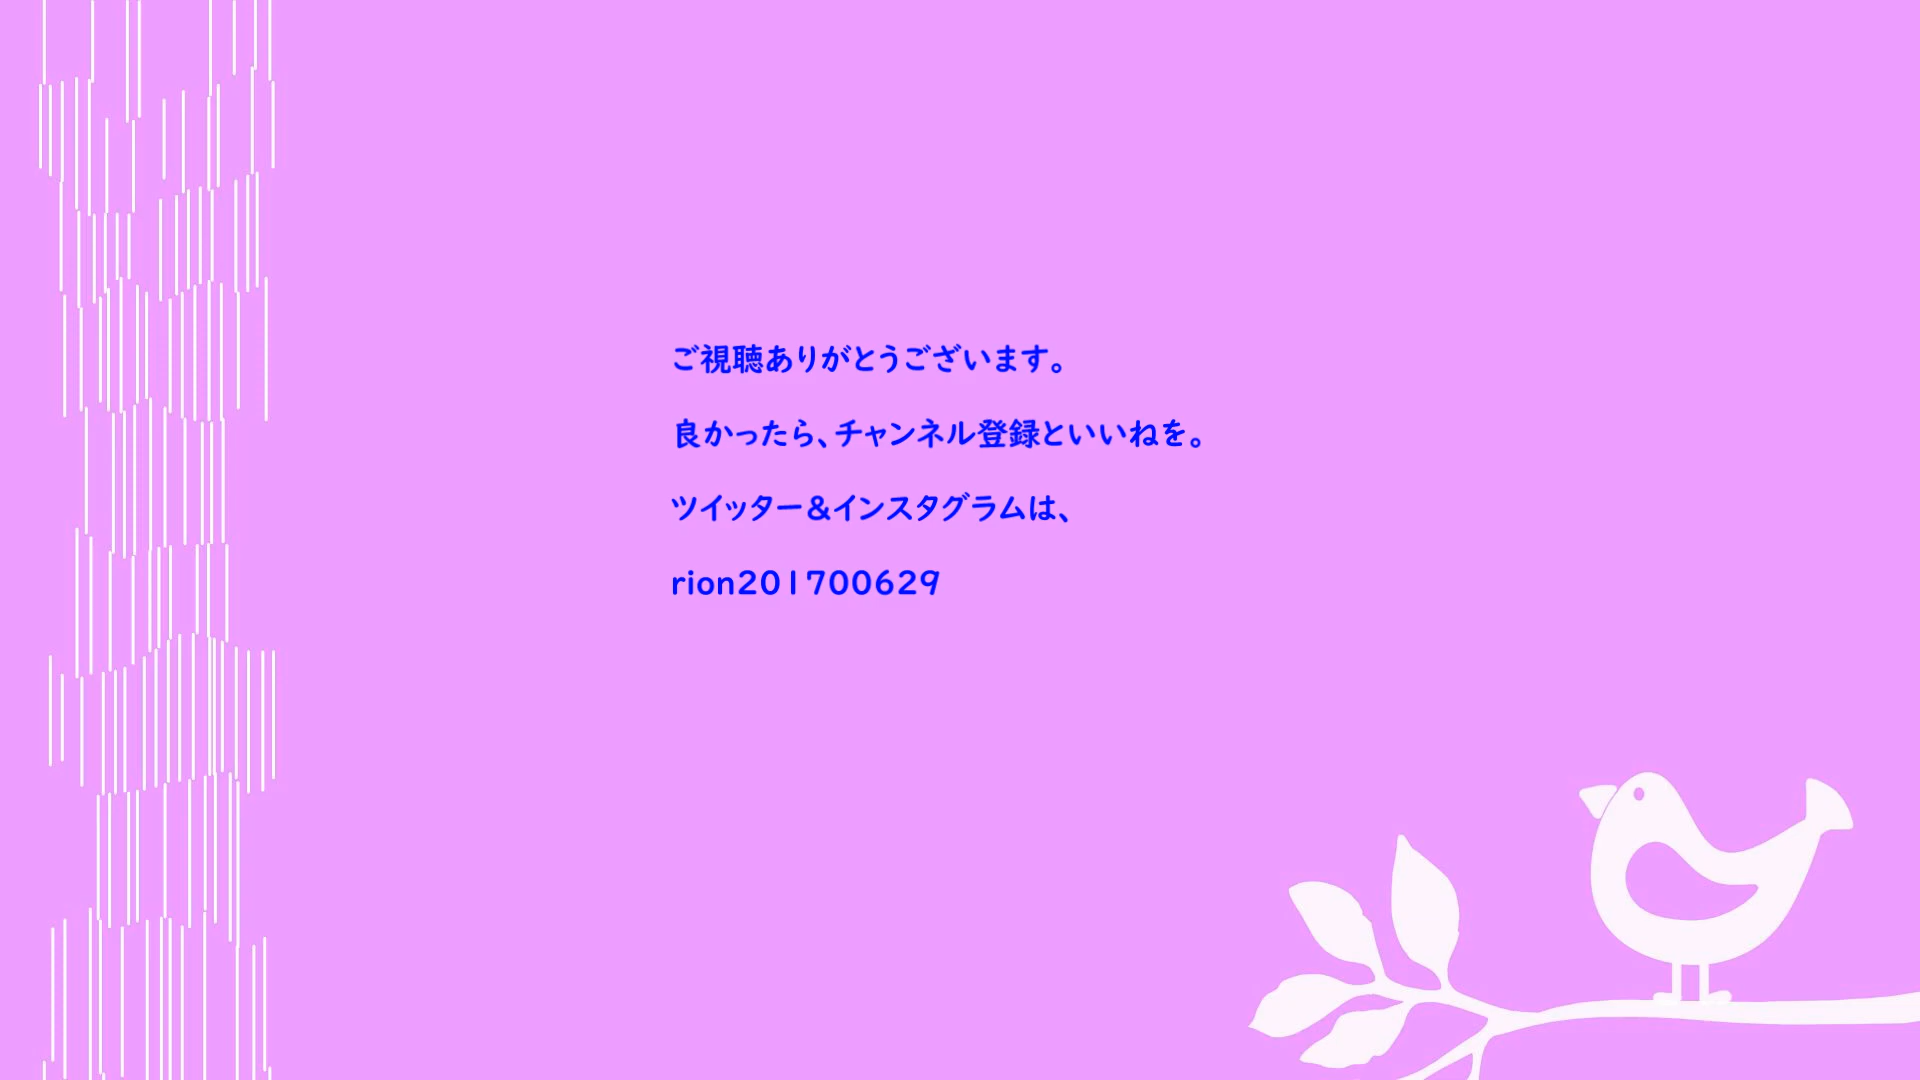 ご視聴ありがとうございます。
良かったら、チャンネル登録といいねを。
ツイッター&インスタグラムは、
rion201700629